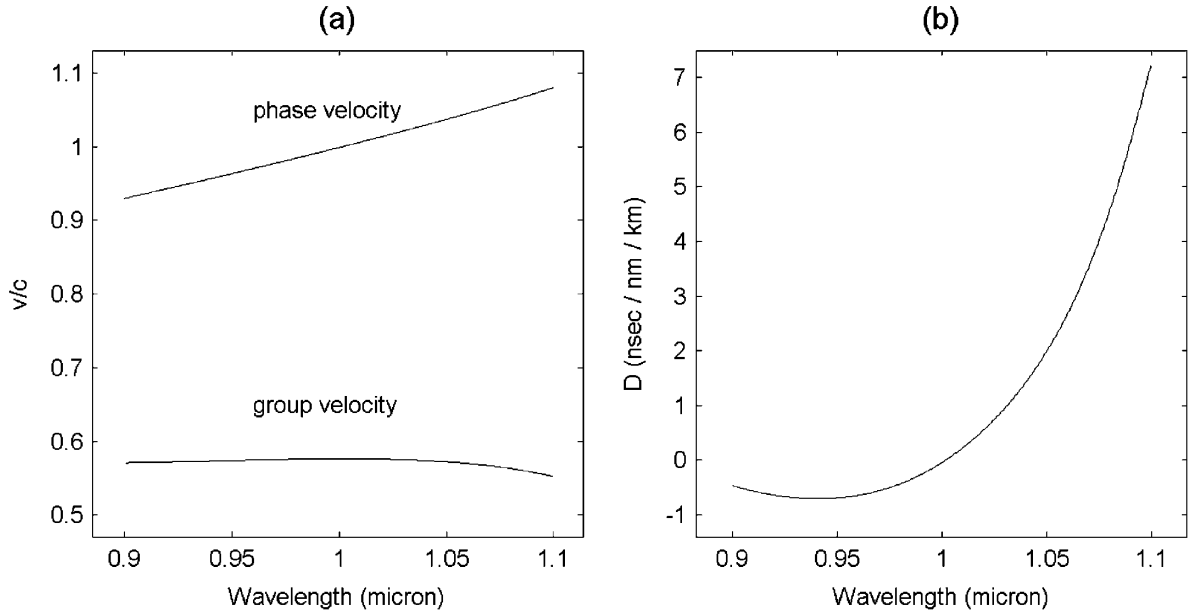 (a)
1.1
1
0.9
0.8
0.7
0.6
0.5
v/c
phase velocity
group velocity
0.9 0.95 1 1.05 1.1
Wavelength (micron)
(b)
7
6
5
4
3
2
1
0
-1
D (nsec / nm / km)
0.9 0.95 1 1.05 1.1
Wavelength (micron)